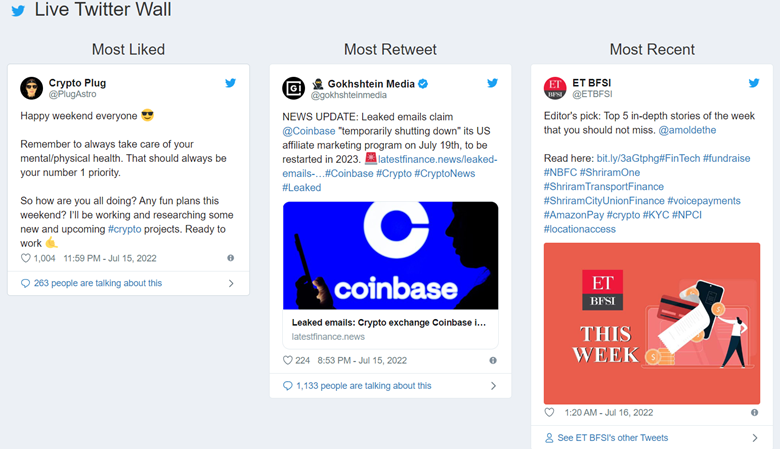 Live Twitter Wall
Most Liked
Crypto Plug
@PlugAstro
Happy weekend everyone 😎
Remember to always take care of your
mental/physical health. That should always be
your number 1 priority.
So how are you all doing? Any fun plans this
weekend? I'll be working and researching some
new and upcoming #crypto projects. Ready to
work 🤙
1,004 11:59 PM - Jul 15, 2022
263 people are talking about this
Most Retweet
G
🥷 Gokhshtein Media
@gokhshteinmedia
NEWS UPDATE: Leaked emails claim
@Coinbase "temporarily shutting down" its US
affiliate marketing program on July 19th, to be
restarted in 2023. 🚨latestfinance.news/leaked-
emails-…#Coinbase #Crypto #CryptoNews
#Leaked
coinbase
Leaked emails: Crypto exchange Coinbase i...
latestfinance.news
224 8:53 PM - Jul 15, 2022
1,133 people are talking about this
Most Recent
ET
BFSI
ET BFSI
@ETBFSI
Editor's pick: Top 5 in-depth stories of the week
that you should not miss. @amoldethe
Read here: bit.ly/3aGtphg#FinTech #fundraise
#NBFC #ShriramOne
#ShriramTransportFinance
#ShriramCityUnionFinance #voicepayments
#AmazonPay #crypto #KYC #NPCI
#locationaccess
ET
BFSI
THIS
WEEK
1:20 AM - Jul 16, 2022
See ET BFSI's other Tweets